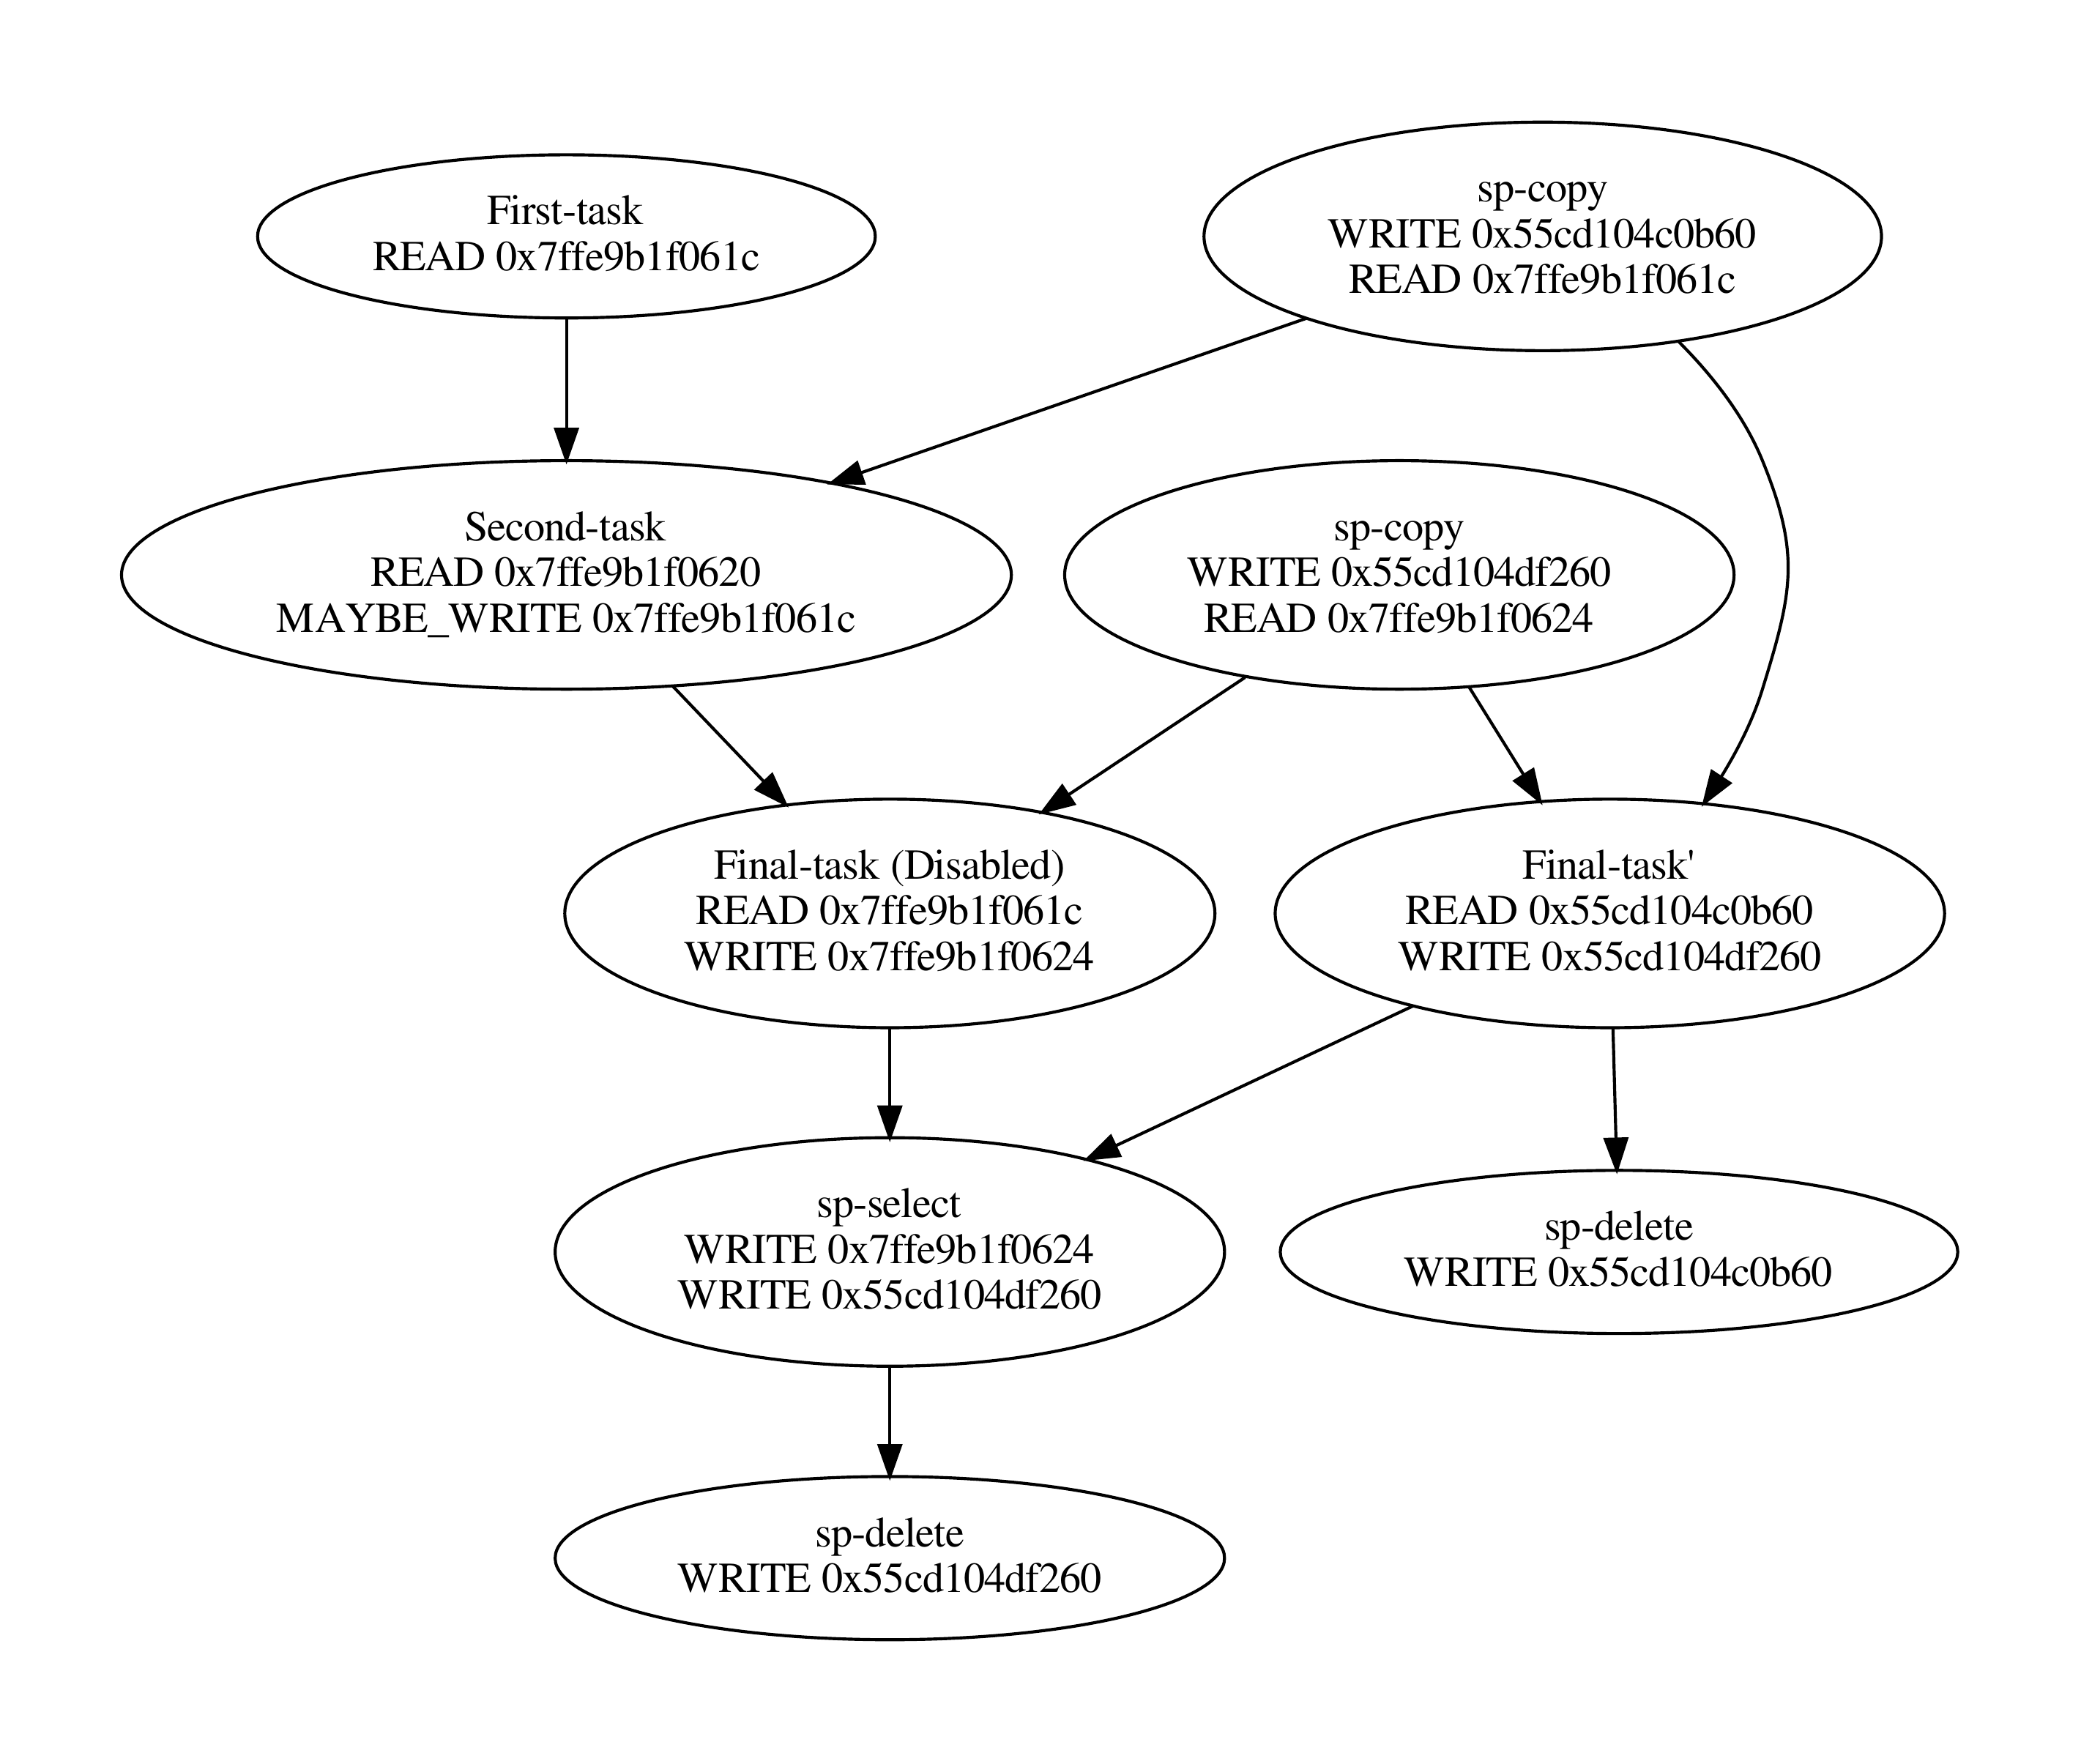 First-task
READ 0x7ffe9b1f061c
sp-copy
WRITE 0x55cd104c0b60
READ 0x7ffe9b1f061c
Second-task
READ 0x7ffe9b1f0620
MAYBE_WRITE 0x7ffe9b1f061c
sp-copy
WRITE 0x55cd104df260
READ 0x7ffe9b1f0624
Final-task (Disabled)
READ 0x7ffe9b1f061c
WRITE 0x7ffe9b1f0624
Final-task'
READ 0x55cd104c0b60
WRITE 0x55cd104df260
sp-select
WRITE 0x7ffe9b1f0624
WRITE 0x55cd104df260
sp-delete
WRITE 0x55cd104c0b60
sp-delete
WRITE 0x55cd104df260